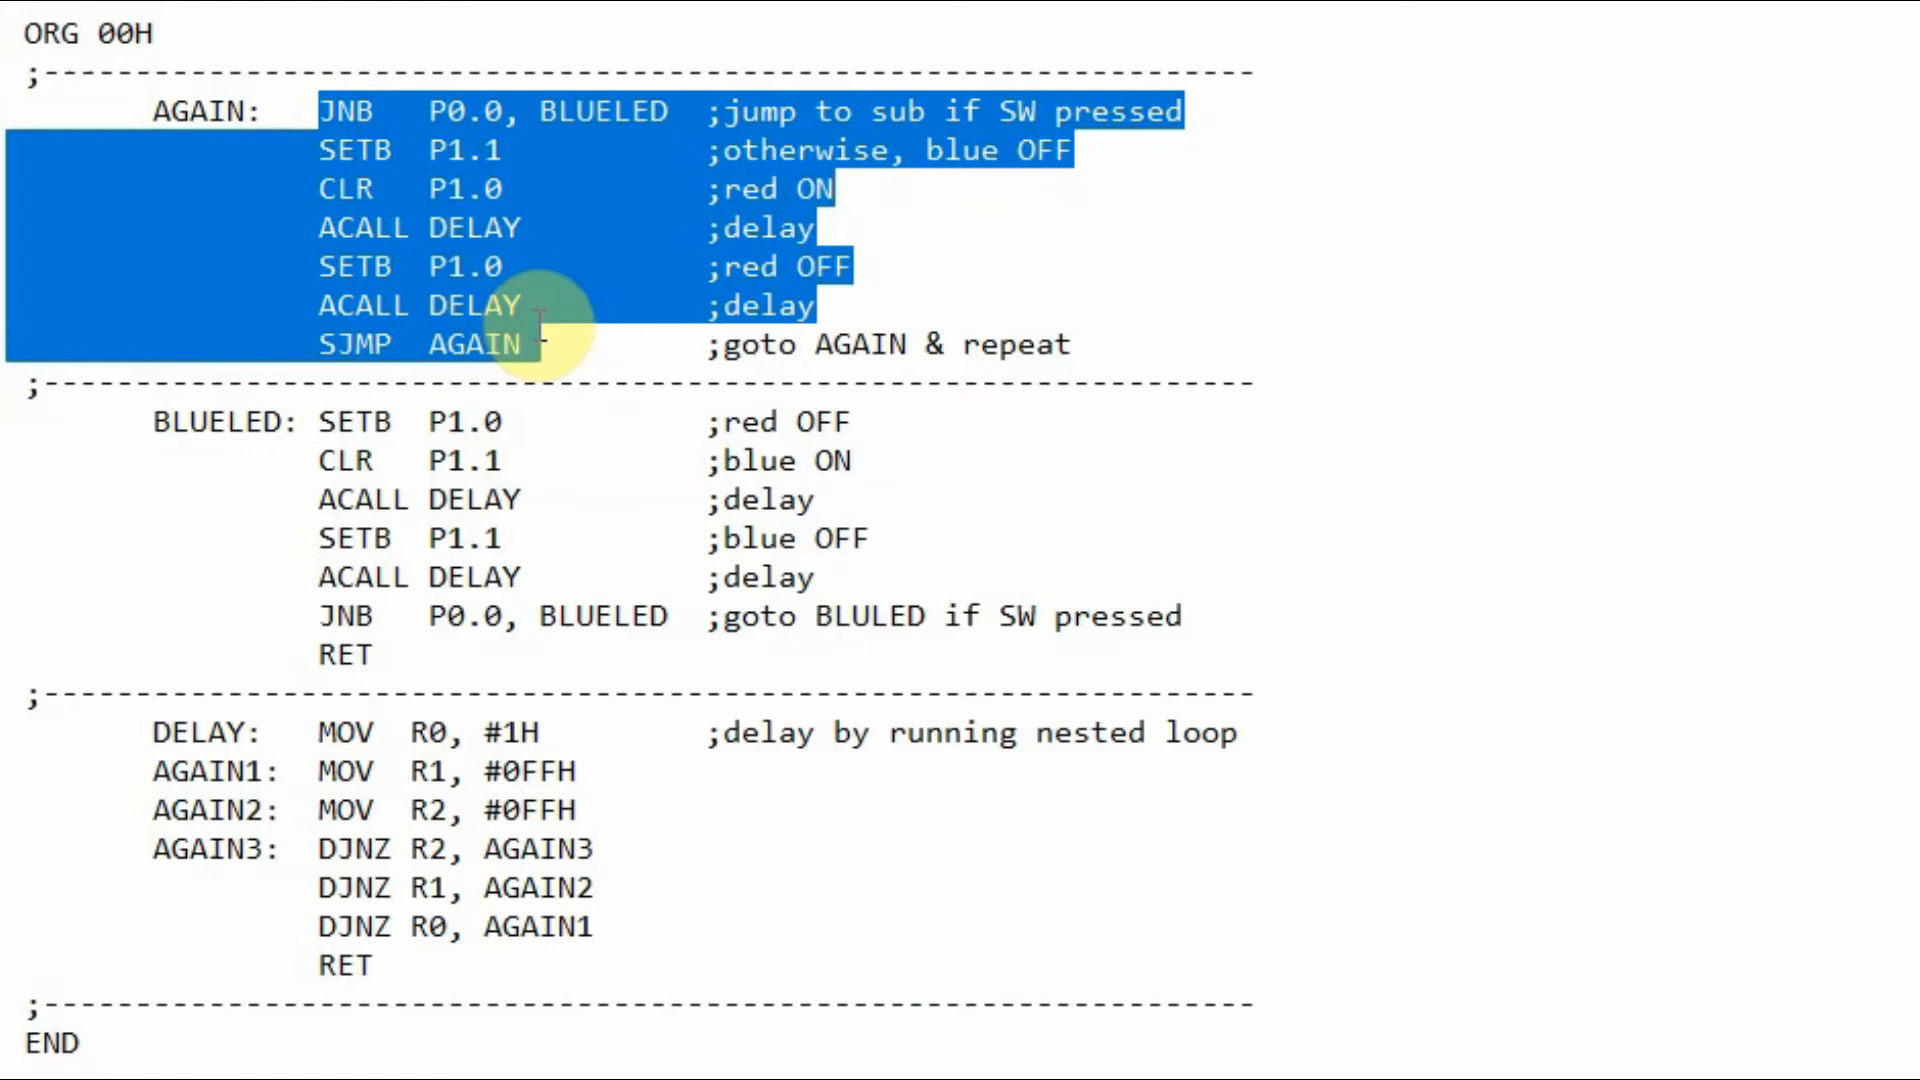 ORG 00H
;------------------------------------------------------------------
AGAIN: JNB P0.0, BLUELED ;jump to sub if SW pressed
SETB P1.1 ;otherwise, blue OFF
CLR P1.0 ;red ON
ACALL DELAY ;delay
SETB P1.0 ;red OFF
ACALL DELAY ;delay
SJMP AGAIN ;goto AGAIN & repeat
;------------------------------------------------------------------
BLUELED: SETB P1.0 ;red OFF
CLR P1.1 ;blue ON
ACALL DELAY ;delay
SETB P1.1 ;blue OFF
ACALL DELAY ;delay
JNB P0.0, BLUELED ;goto BLULED if SW pressed
RET
;------------------------------------------------------------------
DELAY: MOV R0, #1H ;delay by running nested loop
AGAIN1: MOV R1, #0FFH
AGAIN2: MOV R2, #0FFH
AGAIN3: DJNZ R2, AGAIN3
DJNZ R1, AGAIN2
DJNZ R0, AGAIN1
RET
;------------------------------------------------------------------
END